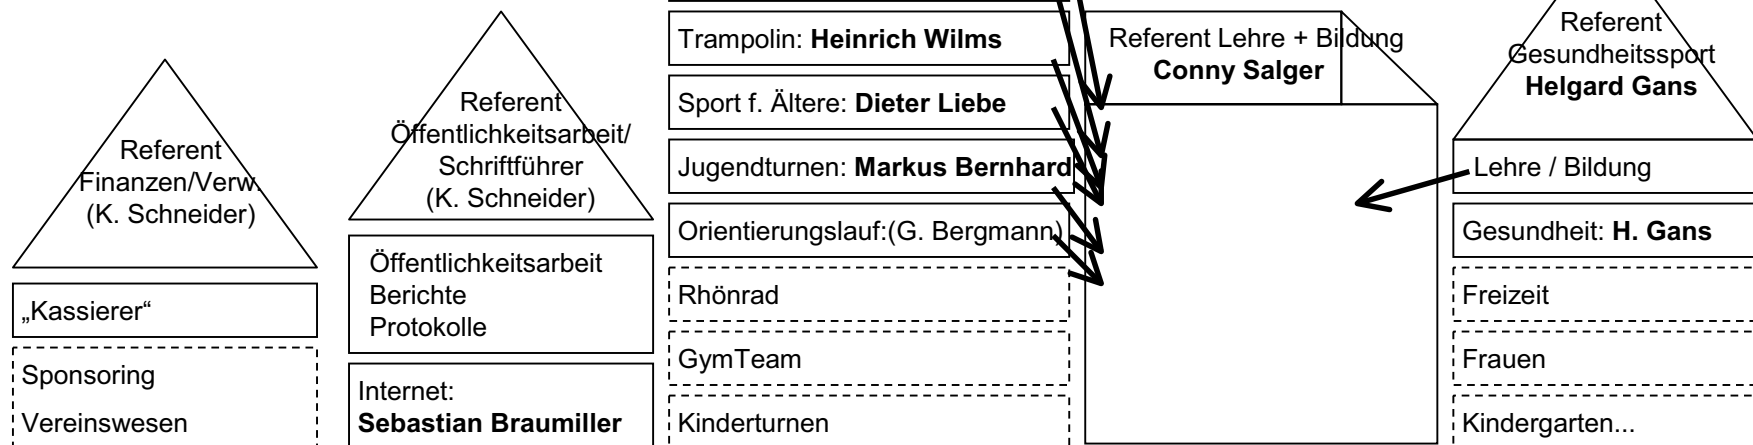 Referent
Finanzen/Verw.
(K. Schneider)
„Kassierer“
Sponsoring
Vereinswesen
Referent
Öffentlichkeitsarbeit/
Schriftführer
(K. Schneider)
Öffentlichkeitsarbeit
Berichte
Protokolle
Internet:
Sebastian Braumiller
Trampolin: Heinrich Wilms
Sport f. Ältere: Dieter Liebe
Jugendturnen: Markus Bernhard
Orientierungslauf:(G. Bergmann)
Rhönrad
GymTeam
Kinderturnen
Referent Lehre + Bildung
Conny Salger
Referent
Gesundheitssport
Helgard Gans
Lehre / Bildung
Gesundheit: H. Gans
Freizeit
Frauen
Kindergarten...